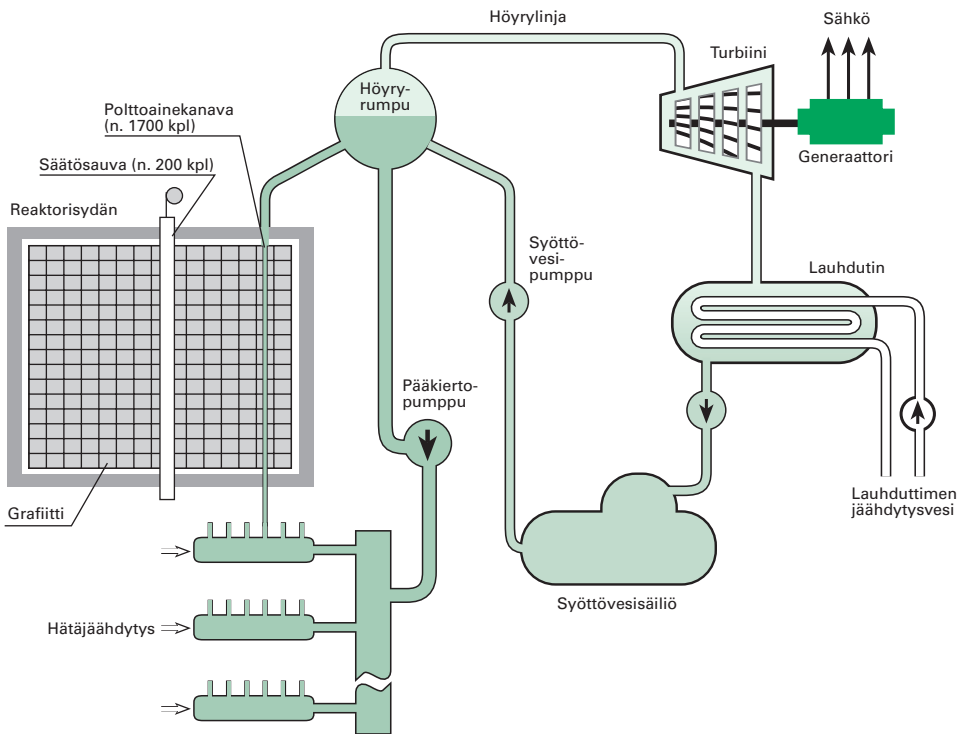 Höyrylinja
Sähkö
Turbiini
Höyry-
rumpu
Polttoainekanava
(n. 1700 kpl)
Säätösauva (n. 200 kpl)
Generaattori
Reaktorisydän
Syöttö-
vesi-
pumppu
Lauhdutin
Pääkierto-
pumppu
Grafiitti
Lauhduttimen
jäähdytysvesi
Syöttövesisäiliö
Hätäjäähdytys